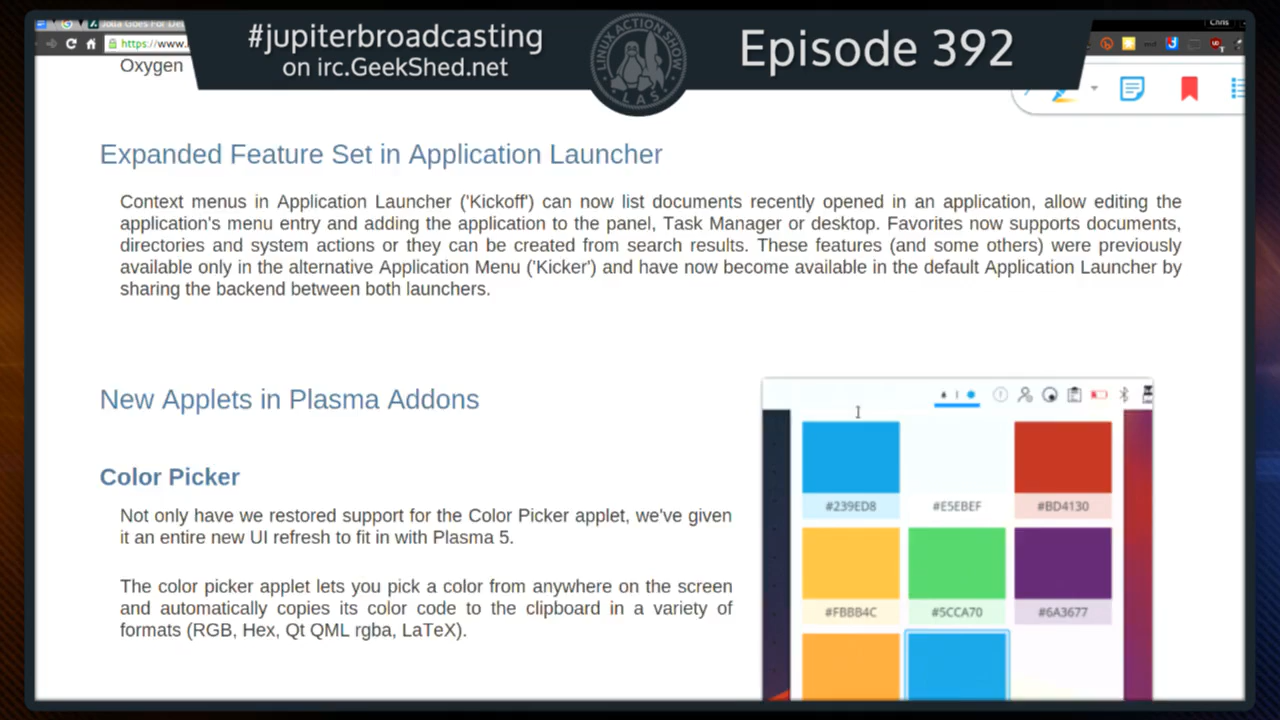 #jupiterbroadcasting
on irc.GeekShed.net
LINUX ACTION SHOW
LAS
Episode 392
Chris
https://www.
Oxygen
Expanded Feature Set in Application Launcher
Context menus in Application Launcher ('Kickoff') can now list documents recently opened in an application, allow editing the
application's menu entry and adding the application to the panel, Task Manager or desktop. Favorites now supports documents,
directories and system actions or they can be created from search results. These features (and some others) were previously
available only in the alternative Application Menu ('Kicker') and have now become available in the default Application Launcher by
sharing the backend between both launchers.
New Applets in Plasma Addons
Color Picker
Not only have we restored support for the Color Picker applet, we've given
it an entire new UI refresh to fit in with Plasma 5.
The color picker applet lets you pick a color from anywhere on the screen
and automatically copies its color code to the clipboard in a variety of
formats (RGB, Hex, Qt QML rgba, LaTeX).
#239ED8 #E5EBEF #BD4130
#FBBB4C #5CCA70 #6A3677